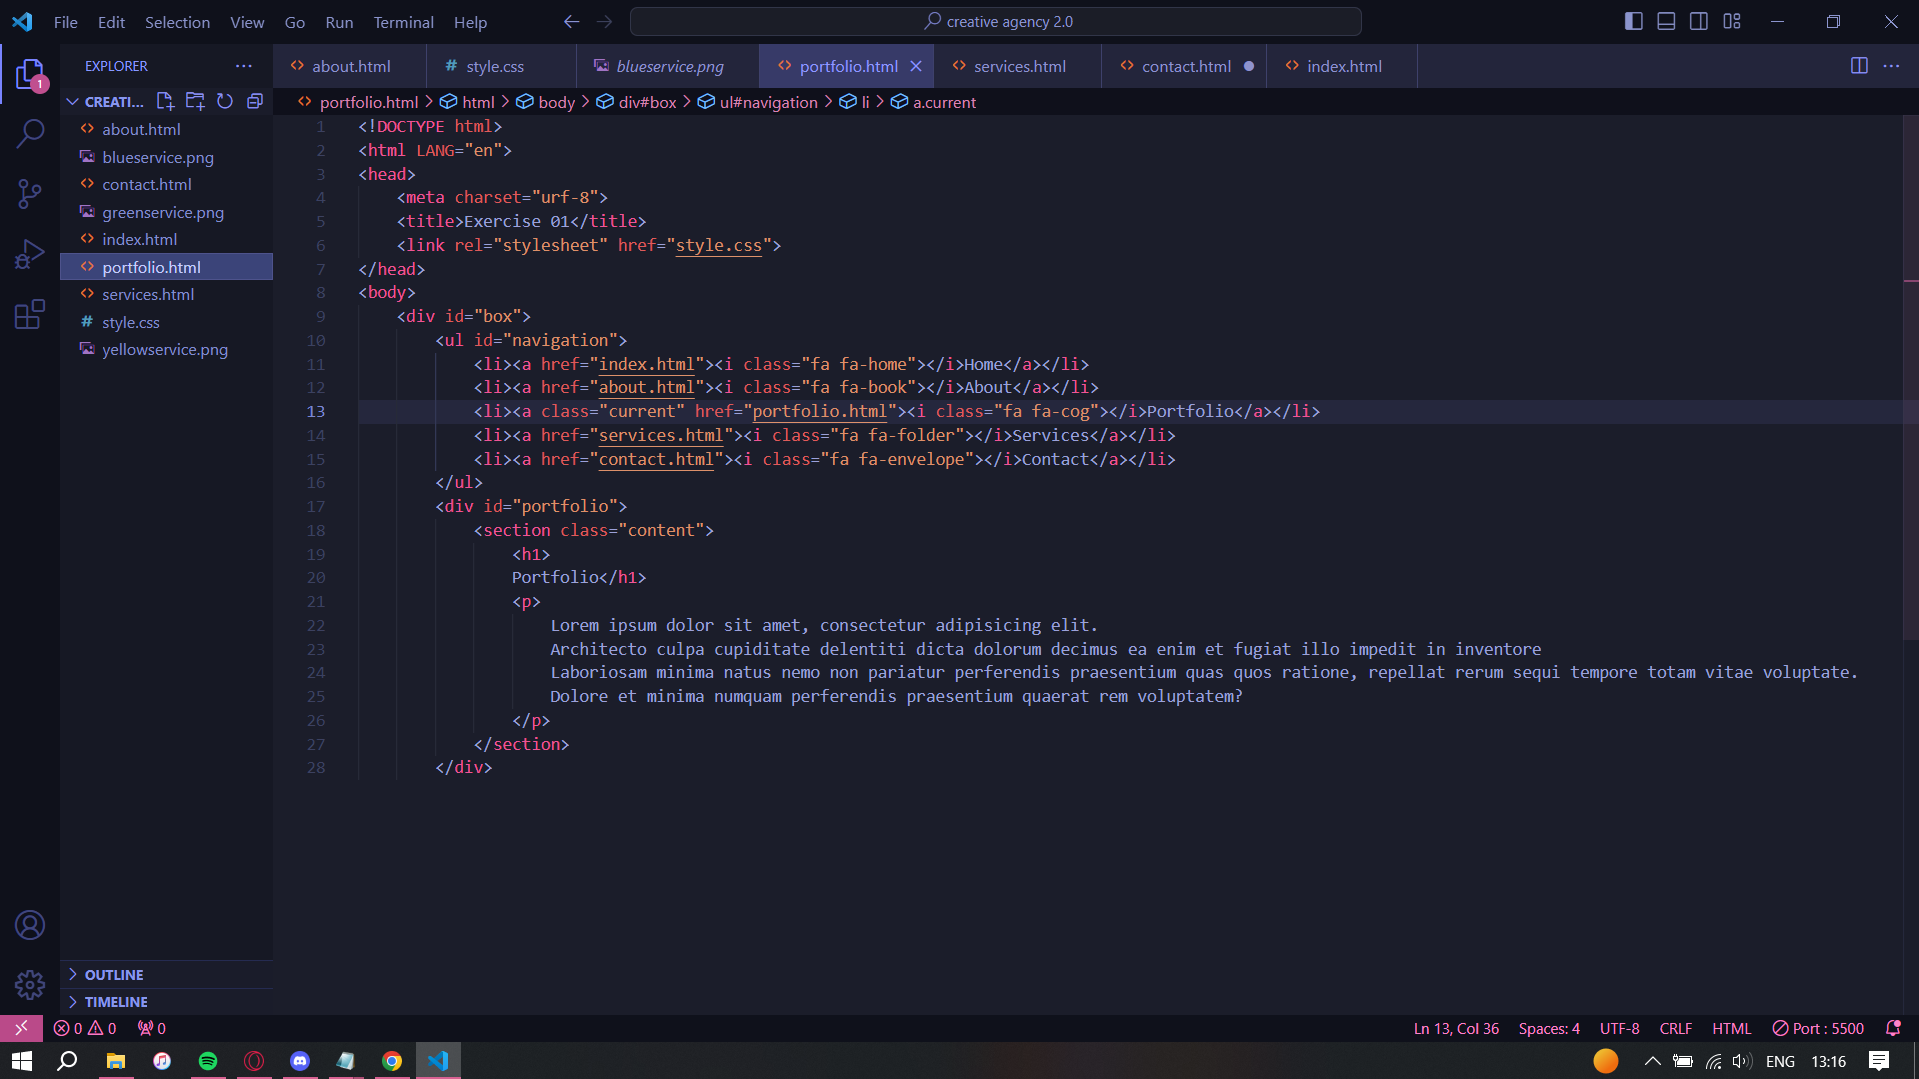 File Edit Selection View Go Run Terminal Help
creative agency 2.0
EXPLORER
about.html
style.css
blueservice.png
portfolio.html
services.html
contact.html
index.html
CREATI...
portfolio.html > html > body > div#box > ul#navigation > li > a.current
1
about.html
blueservice.png
contact.html
greenservice.png
index.html
portfolio.html
services.html
style.css
yellowservice.png
OUTLINE
TIMELINE
1 <!DOCTYPE html>
2 <html LANG="en">
3 <head>
4 <meta charset="urf-8">
5 <title>Exercise 01</title>
6 <link rel="stylesheet" href="style.css">
7 </head>
8 <body>
9 <div id="box">
10 <ul id="navigation">
11 <li><a href="index.html"><i class="fa fa-home"></i>Home</a></li>
12 <li><a href="about.html"><i class="fa fa-book"></i>About</a></li>
13 <li><a class="current" href="portfolio.html"><i class="fa fa-cog"></i>Portfolio</a></li>
14 <li><a href="services.html"><i class="fa fa-folder"></i>Services</a></li>
15 <li><a href="contact.html"><i class="fa fa-envelope"></i>Contact</a></li>
16 </ul>
17 <div id="portfolio">
18 <section class="content">
19 <h1>
20 Portfolio</h1>
21 <p>
22 Lorem ipsum dolor sit amet, consectetur adipisicing elit.
23 Architecto culpa cupiditate delentiti dicta dolorum decimus ea enim et fugiat illo impedit in inventore
24 Laboriosam minima natus nemo non pariatur perferendis praesentium quas quos ratione, repellat rerum sequi tempore totam vitae voluptate.
25 Dolore et minima numquam perferendis praesentium quaerat rem voluptatem?
26 </p>
27 </section>
28 </div>
0 0 0
Ln 13, Col 36 Spaces: 4 UTF-8 CRLF HTML Port : 5500
ENG 13:16